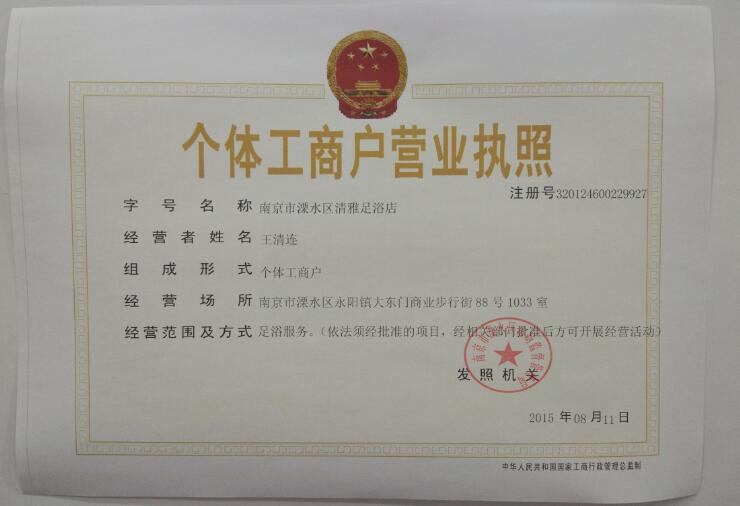 个体工商户营业执照
注册号320124600229927
字号名称 南京市溧水区清雅足浴店
经营者姓名 王清连
组成形式 个体工商户
经营场所 南京市溧水区永阳镇大东门商业步行街88号1033室
经营范围及方式 足浴服务。(依法须经批准的项目，经相关部门批准后方可开展经营活动)
发照机关
2015年08月11日
中华人民共和国国家工商行政管理总局监制